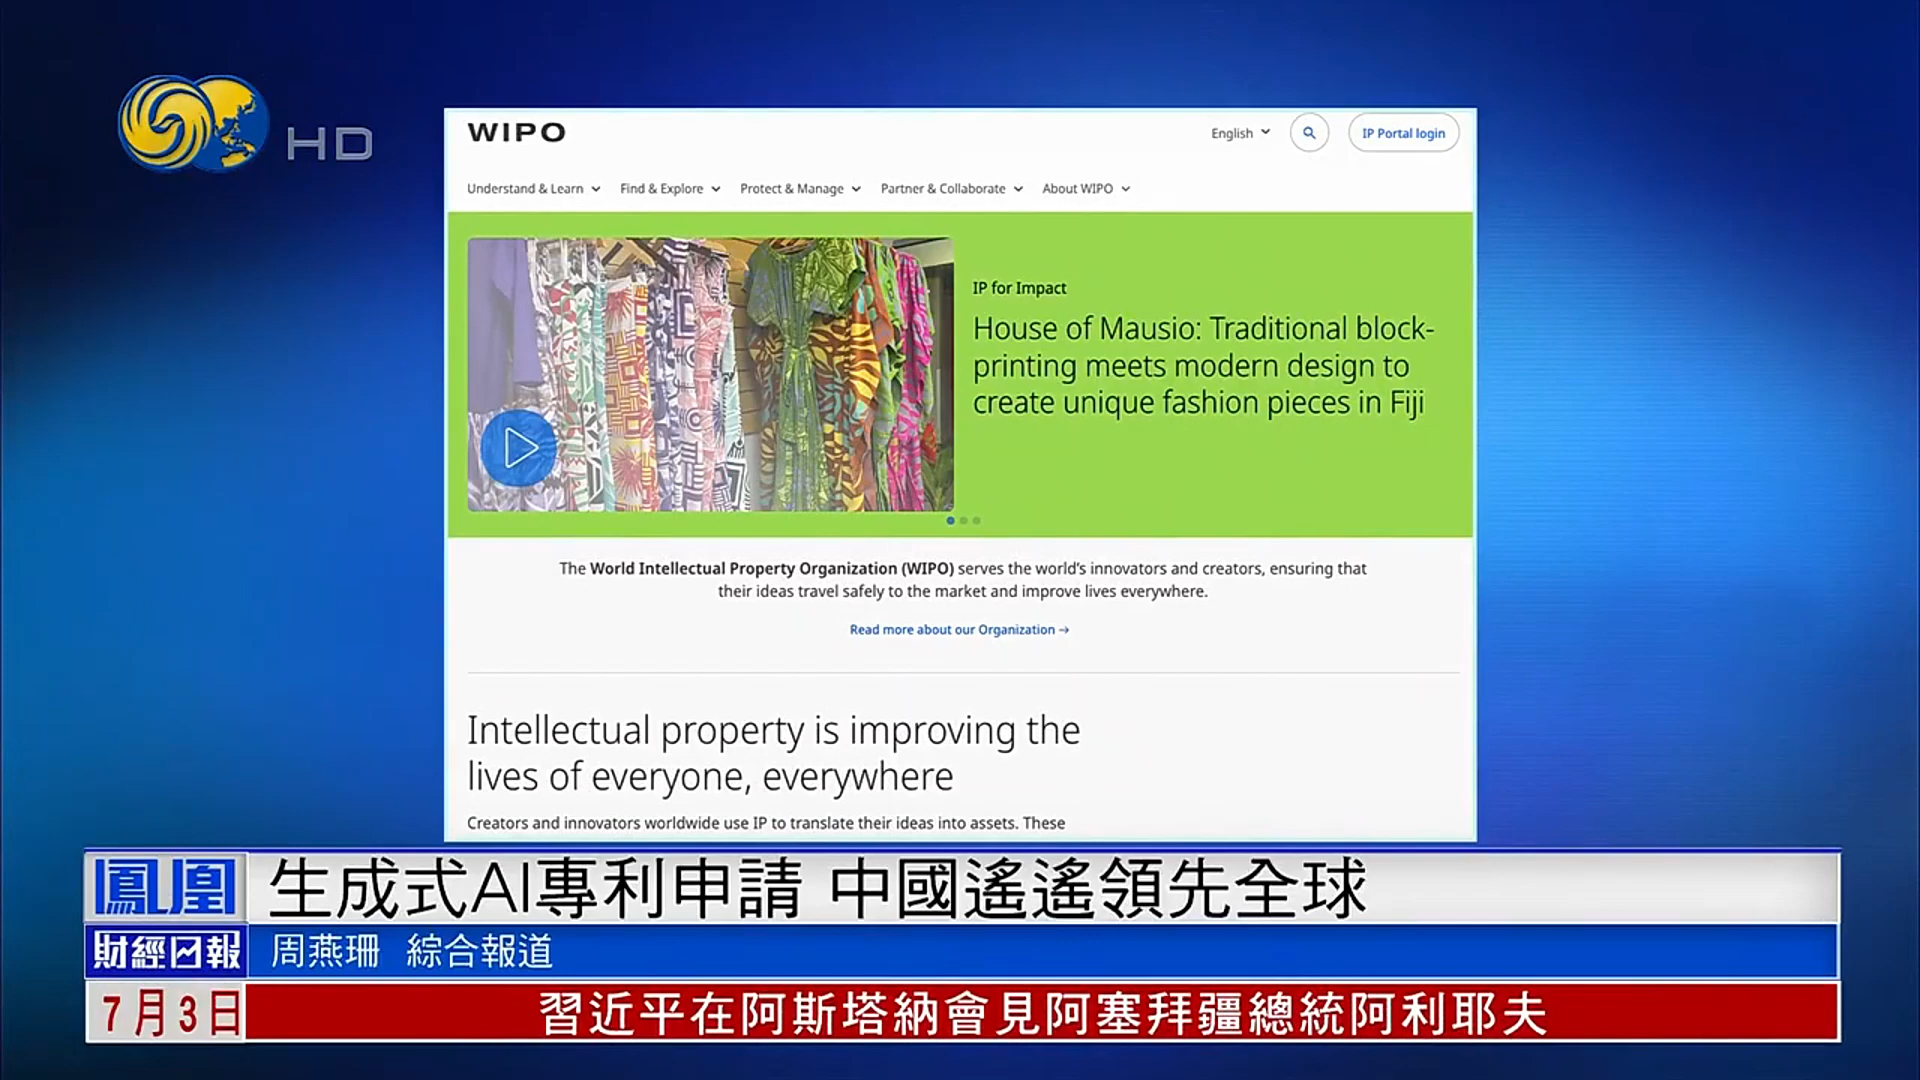 HD
WIPO
English
IP Portal login
Understand & Learn Find & Explore Protect & Manage Partner & Collaborate About WIPO
IP for Impact
House of Mausio: Traditional block-
printing meets modern design to
create unique fashion pieces in Fiji
The World Intellectual Property Organization (WIPO) serves the world's innovators and creators, ensuring that
their ideas travel safely to the market and improve lives everywhere.
Read more about our Organization →
Intellectual property is improving the
lives of everyone, everywhere
Creators and innovators worldwide use IP to translate their ideas into assets. These
鳳凰
生成式AI專利申請 中國遙遙領先全球
財經日報
周燕珊 綜合報道
7月3日
習近平在阿斯塔納會見阿塞拜疆總統阿利耶夫